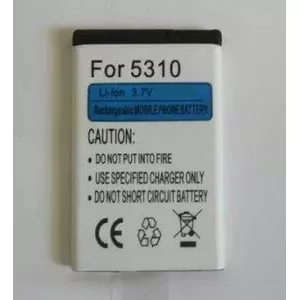 For 5310
Li-Ion 3.7V
Rechargeable MOBILE PHONE BATTERY
CAUTION:
• DO NOT PUT INTO FIRE
• USE SPECIFIED CHARGER
• DO NOT SHORT CIRCUIT BATTERY
CE